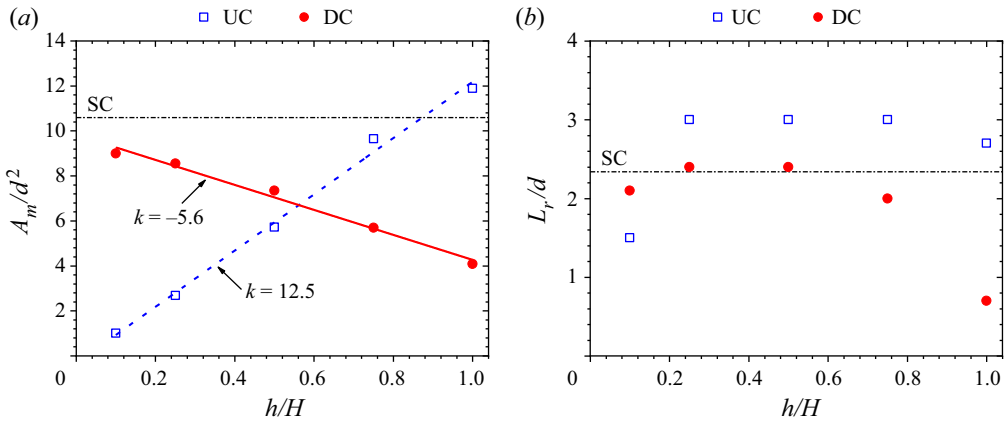 (a) UC DC
14
12
10
8
6
4
2
0
0.2 0.4 0.6 0.8 1.0
A_m/d^2
h/H
SC
k = –5.6
k = 12.5
(b) UC DC
4
3
2
1
0
0.2 0.4 0.6 0.8 1.0
L_r/d
h/H
SC